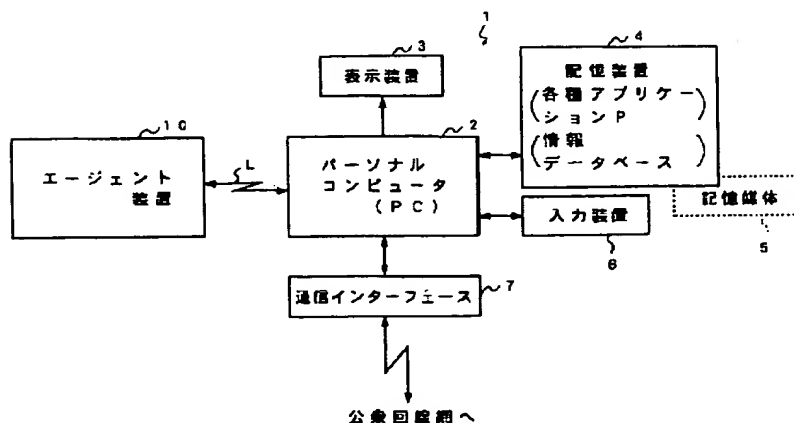 1
3
表示装置
4
記憶装置
各種アプリケー
ションP
情報
データベース
10
エージェント
装置
L
2
パーソナル
コンピュータ
(PC)
記憶媒体
5
入力装置
6
通信インターフェース
7
公衆回線網へ